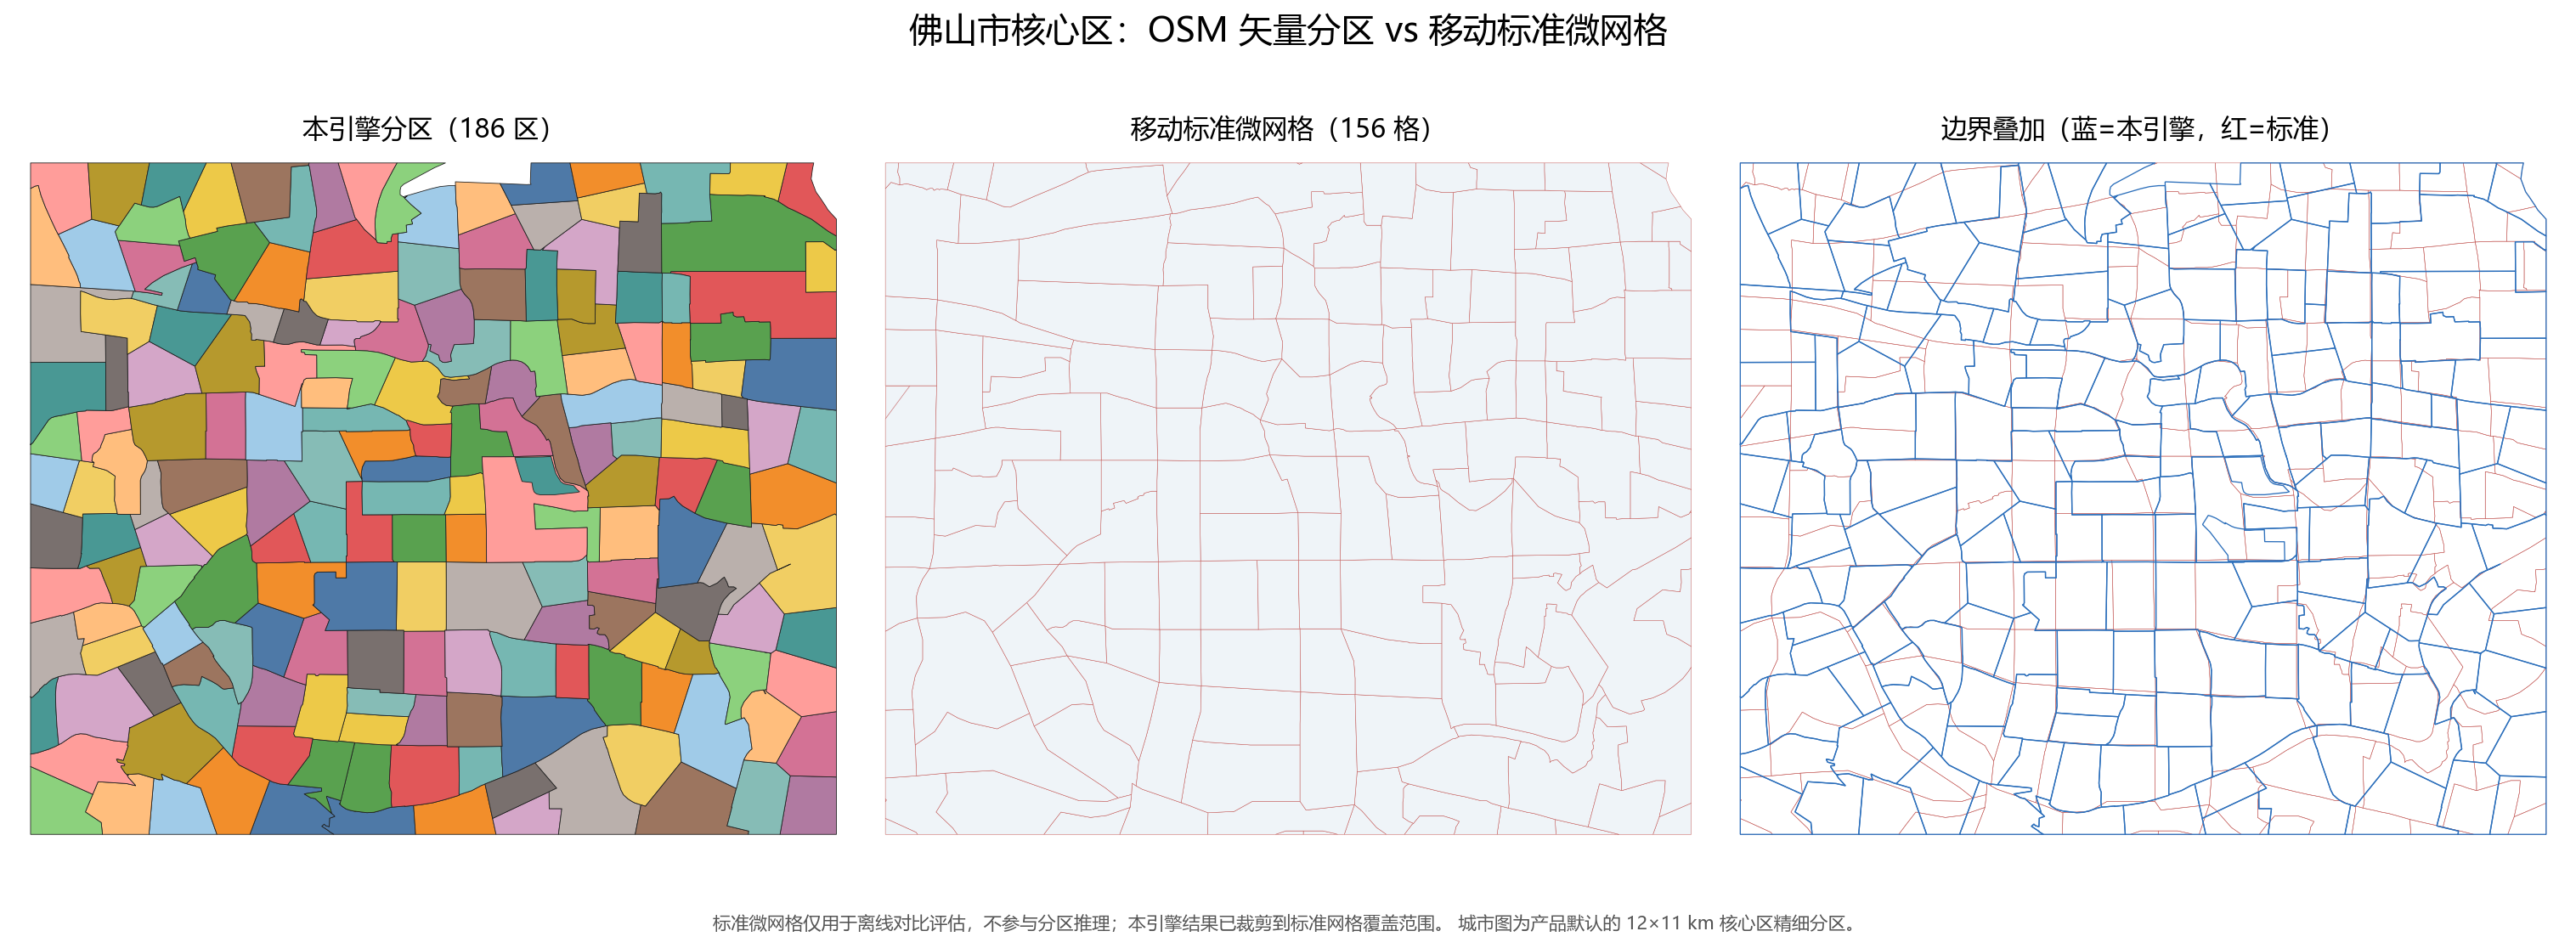 佛山市核心区：OSM 矢量分区 vs 移动标准微网格
本引擎分区（186 区）
移动标准微网格（156 格）
边界叠加（蓝=本引擎，红=标准）
标准微网格仅用于离线对比评估，不参与分区推理；本引擎结果已裁剪到标准网格覆盖范围。 城市图为产品默认的 12×11 km 核心区精细分区。